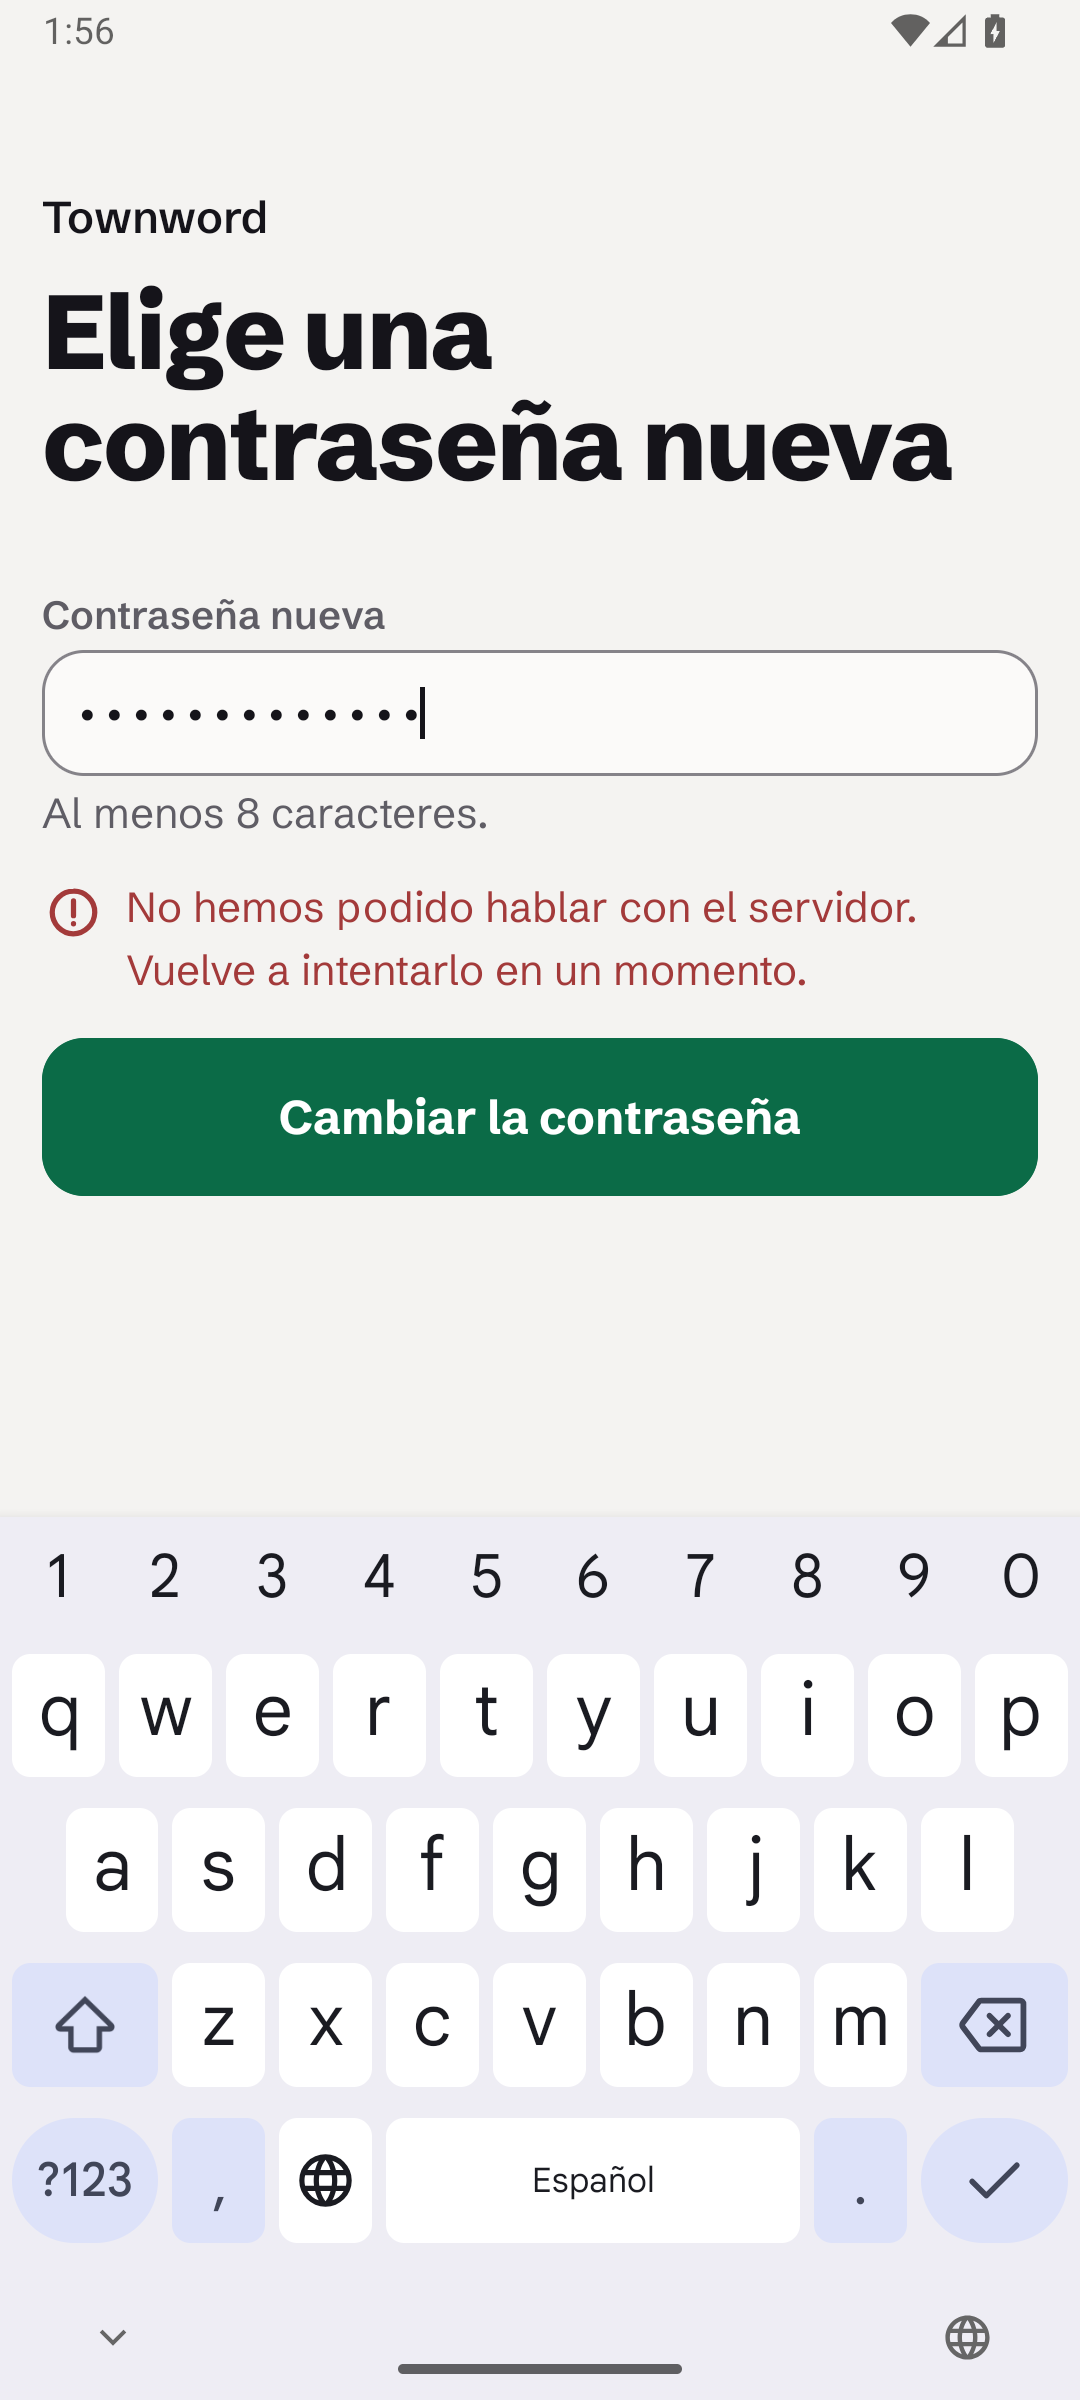 1:56
Townword
Elige una
contraseña nueva
Contraseña nueva
•••••••••••••
Al menos 8 caracteres.
No hemos podido hablar con el servidor.
Vuelve a intentarlo en un momento.
Cambiar la contraseña
1 2 3 4 5 6 7 8 9 0
q w e r t y u i o p
a s d f g h j k l
z x c v b n m
?123 , Español .